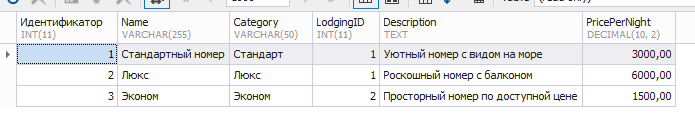 Идентификатор Name Category LodgingID Description PricePerNight
INT(11) VARCHAR(255) VARCHAR(50) INT(11) TEXT DECIMAL(10, 2)
1 Стандартный номер Стандарт 1 Уютный номер с видом на море 3000,00
2 Люкс Люкс 1 Роскошный номер с балконом 6000,00
3 Эконом Эконом 2 Просторный номер по доступной цене 1500,00